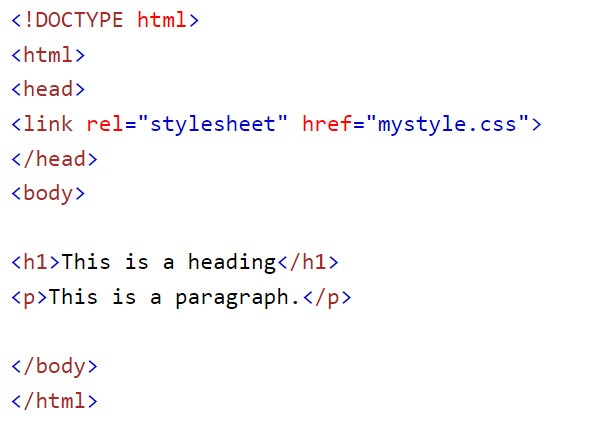 <!DOCTYPE html>
<html>
<head>
<link rel="stylesheet" href="mystyle.css">
</head>
<body>
<h1>This is a heading</h1>
<p>This is a paragraph.</p>
</body>
</html>